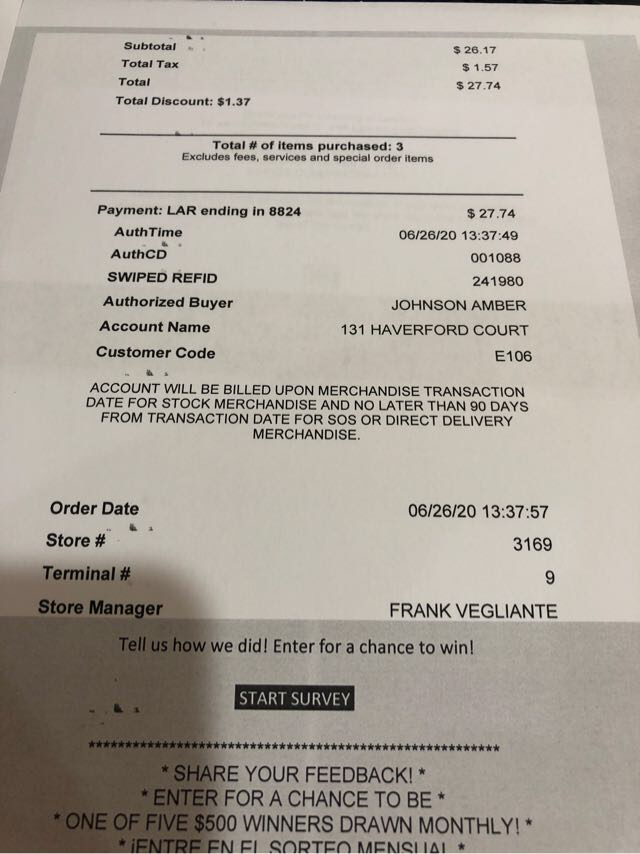 Subtotal $ 26.17
Total Tax $ 1.57
Total $ 27.74
Total Discount: $1.37
Total # of items purchased: 3
Excludes fees, services and special order items
Payment: LAR ending in 8824 $ 27.74
AuthTime 06/26/20 13:37:49
AuthCD 001088
SWIPED REFID 241980
Authorized Buyer JOHNSON AMBER
Account Name 131 HAVERFORD COURT
Customer Code E106
ACCOUNT WILL BE BILLED UPON MERCHANDISE TRANSACTION
DATE FOR STOCK MERCHANDISE AND NO LATER THAN 90 DAYS
FROM TRANSACTION DATE FOR SOS OR DIRECT DELIVERY
MERCHANDISE.
Order Date 06/26/20 13:37:57
Store # 3169
Terminal # 9
Store Manager FRANK VEGLIANTE
Tell us how we did! Enter for a chance to win!
START SURVEY
*******************************************************
* SHARE YOUR FEEDBACK! *
* ENTER FOR A CHANCE TO BE *
* ONE OF FIVE $500 WINNERS DRAWN MONTHLY! *
* ¡ENTRE EN EL SORTEO MENSUAL *